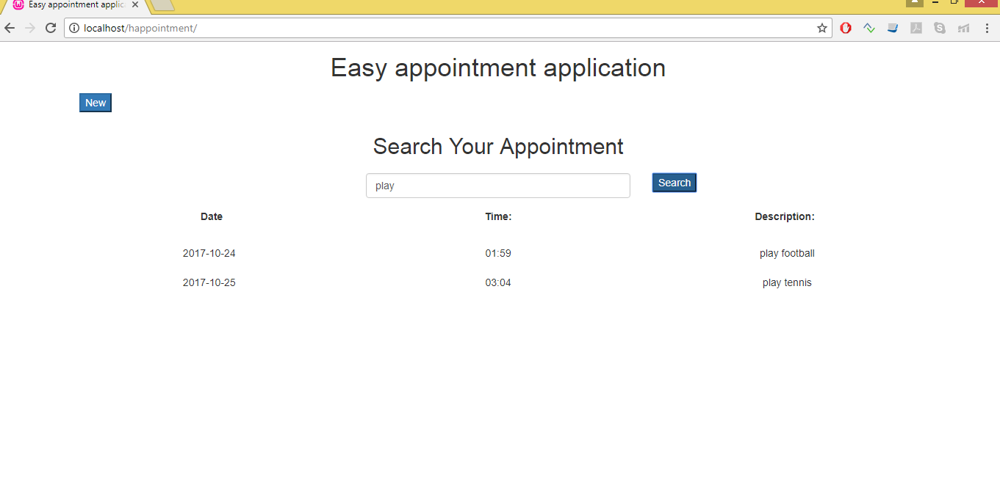 Easy appointment applic
localhost/happointment/
Easy appointment application
New
Search Your Appointment
play Search
Date Time: Description:
2017-10-24 01:59 play football
2017-10-25 03:04 play tennis